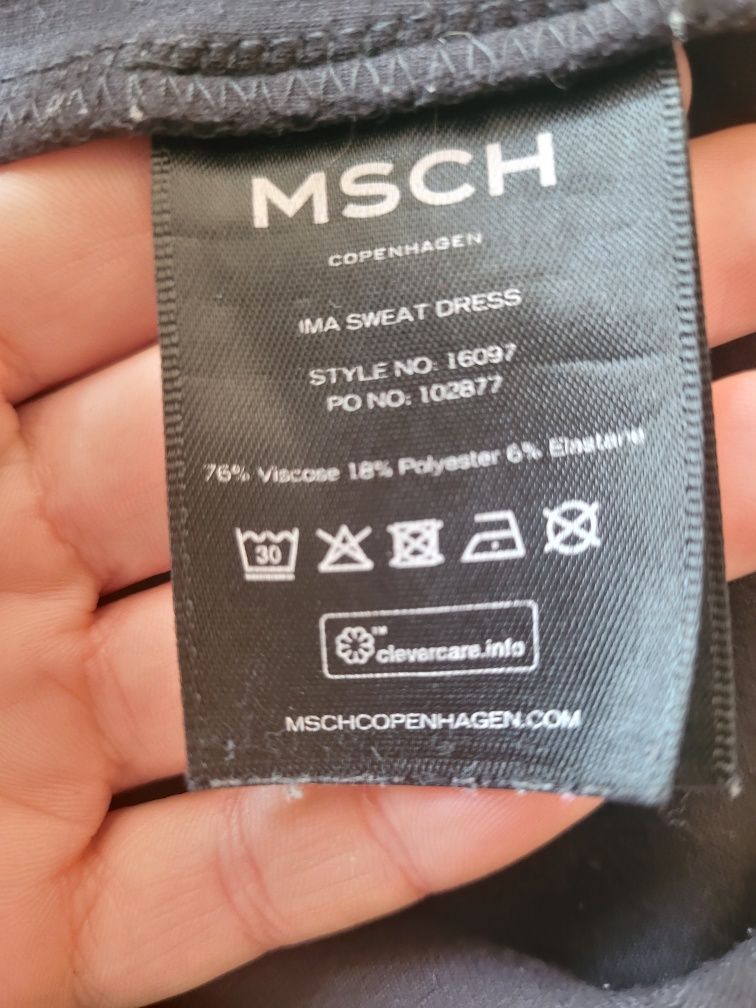 MSCH
COPENHAGEN
IMA SWEAT DRESS
STYLE NO: 16097
PO NO: 102877
76% Viscose 18% Polyester 6% Elastane
30
™
clevercare.info
MSCHCOPENHAGEN.COM